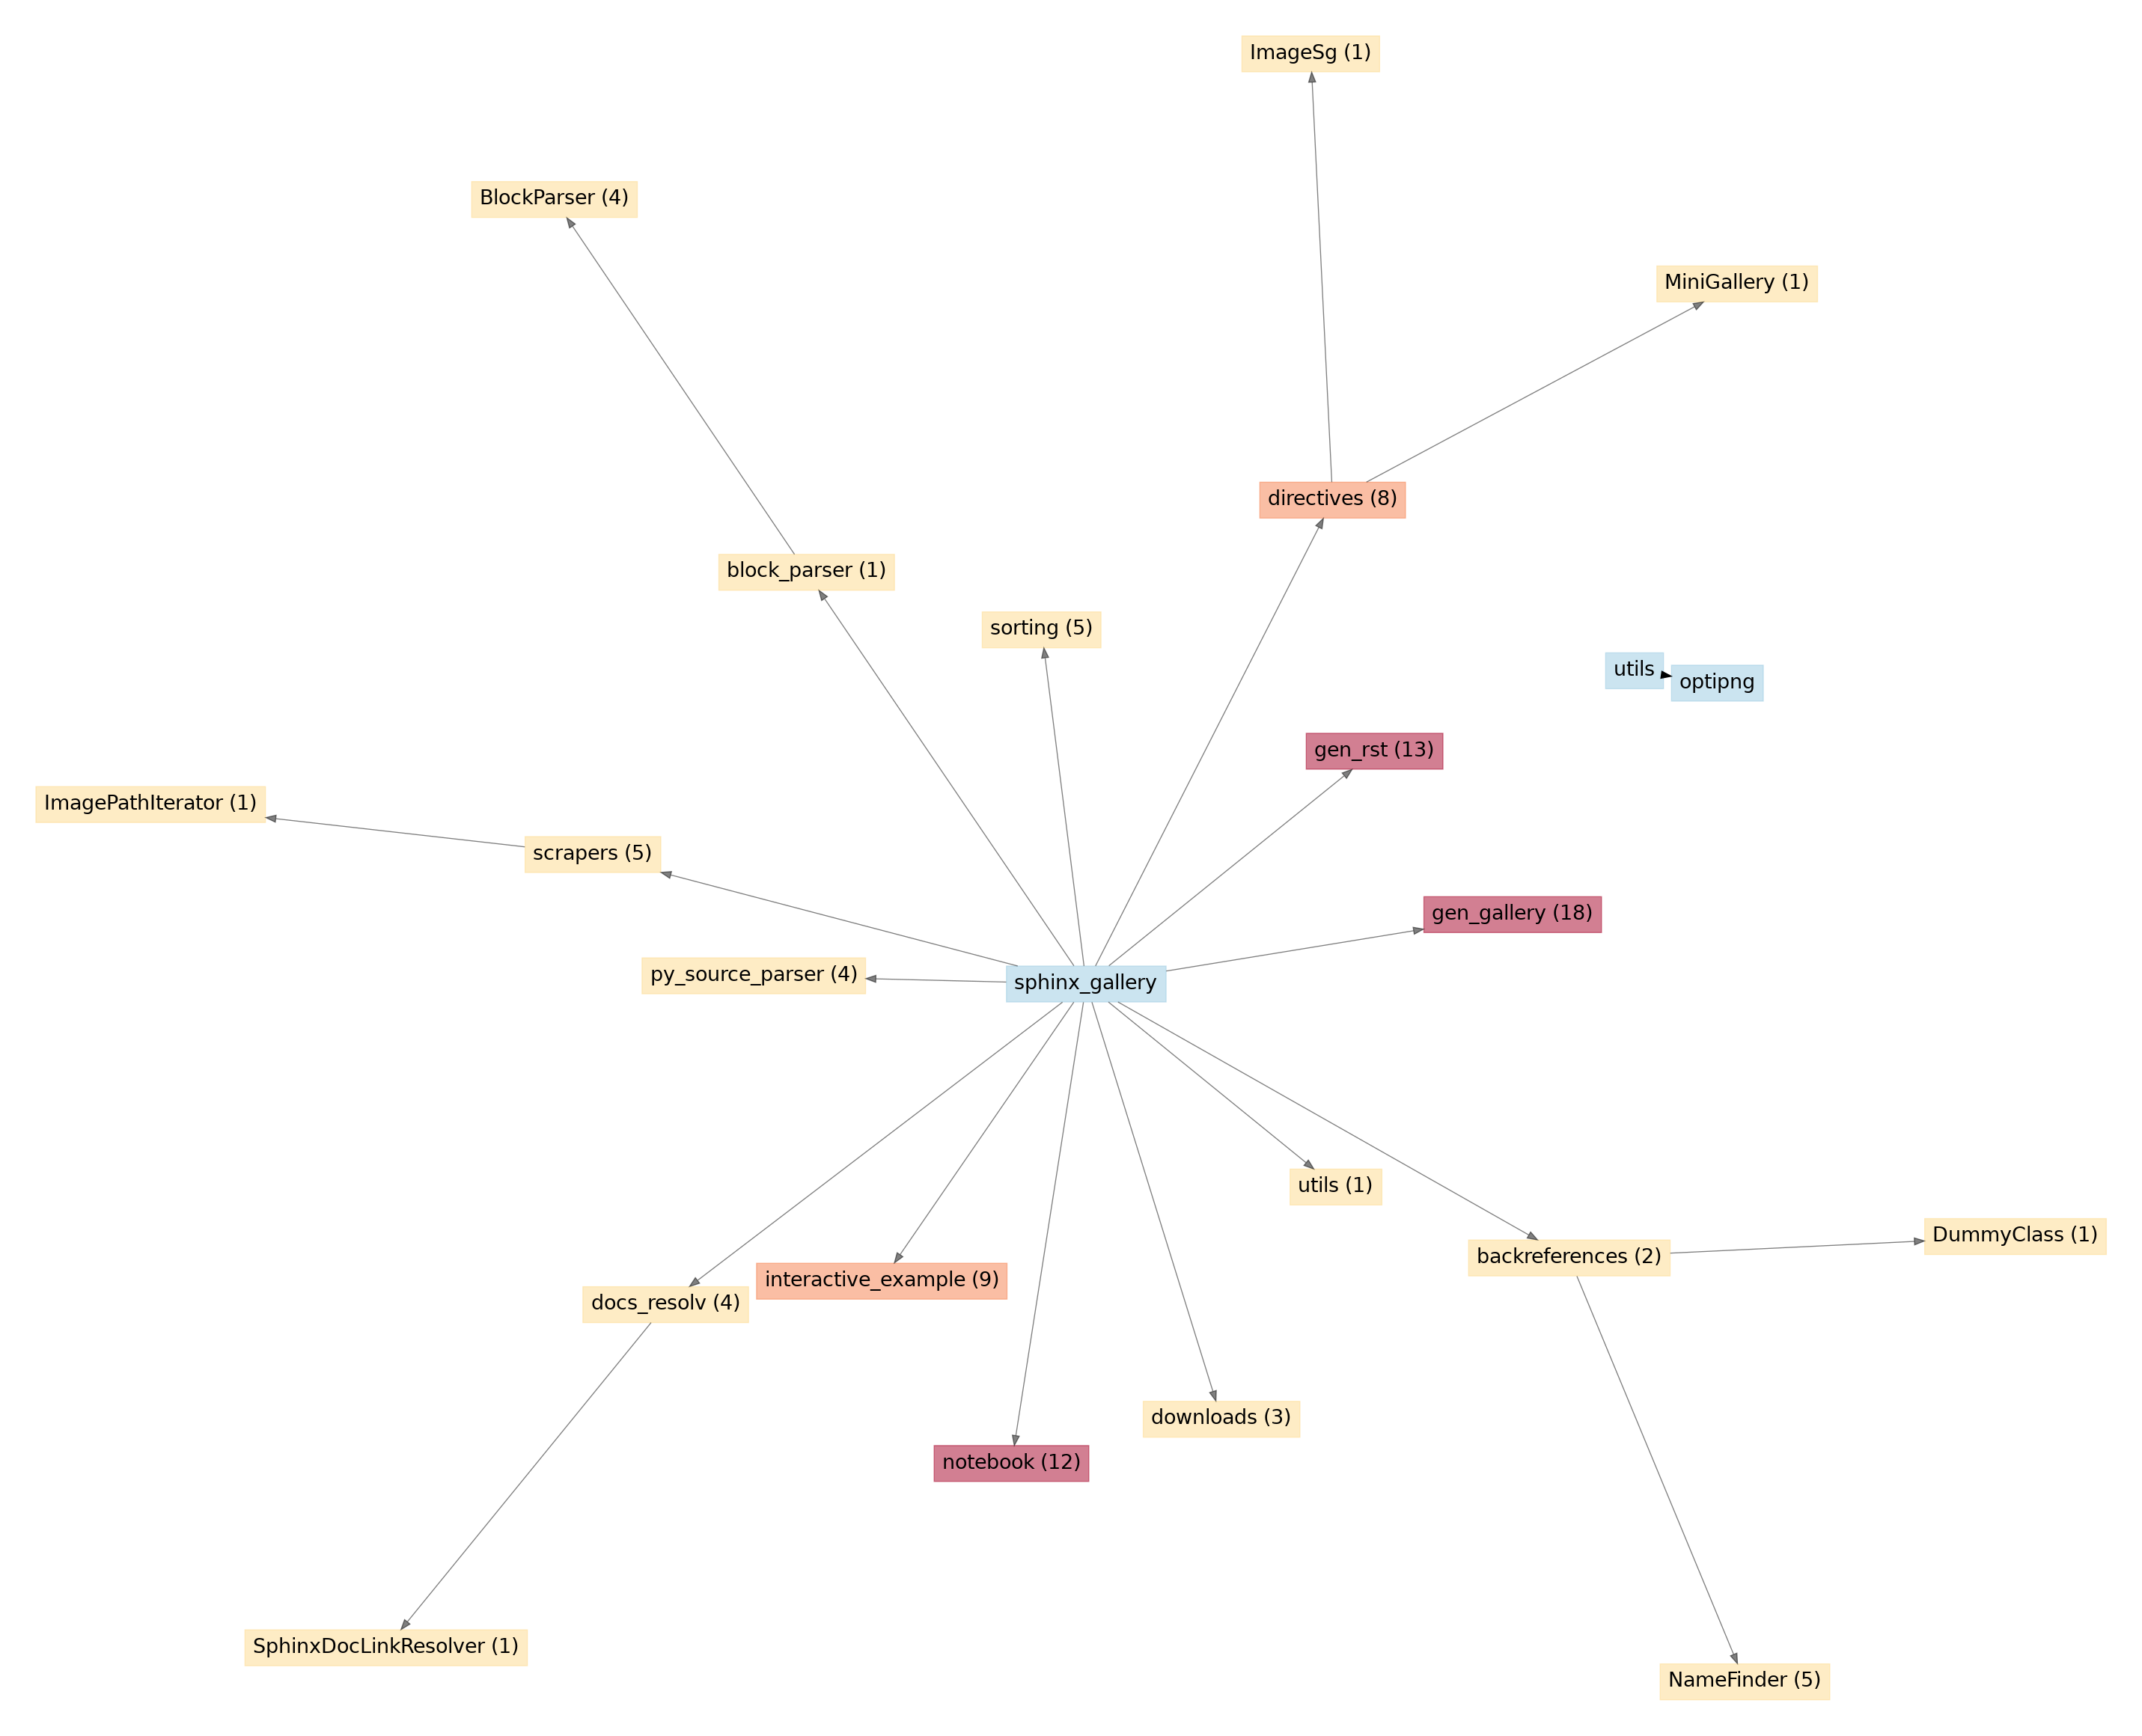 ImageSg (1)
BlockParser (4)
MiniGallery (1)
directives (8)
block_parser (1)
sorting (5)
utils
optipng
gen_rst (13)
ImagePathIterator (1)
scrapers (5)
gen_gallery (18)
py_source_parser (4)
sphinx_gallery
utils (1)
DummyClass (1)
backreferences (2)
interactive_example (9)
docs_resolv (4)
downloads (3)
notebook (12)
SphinxDocLinkResolver (1)
NameFinder (5)